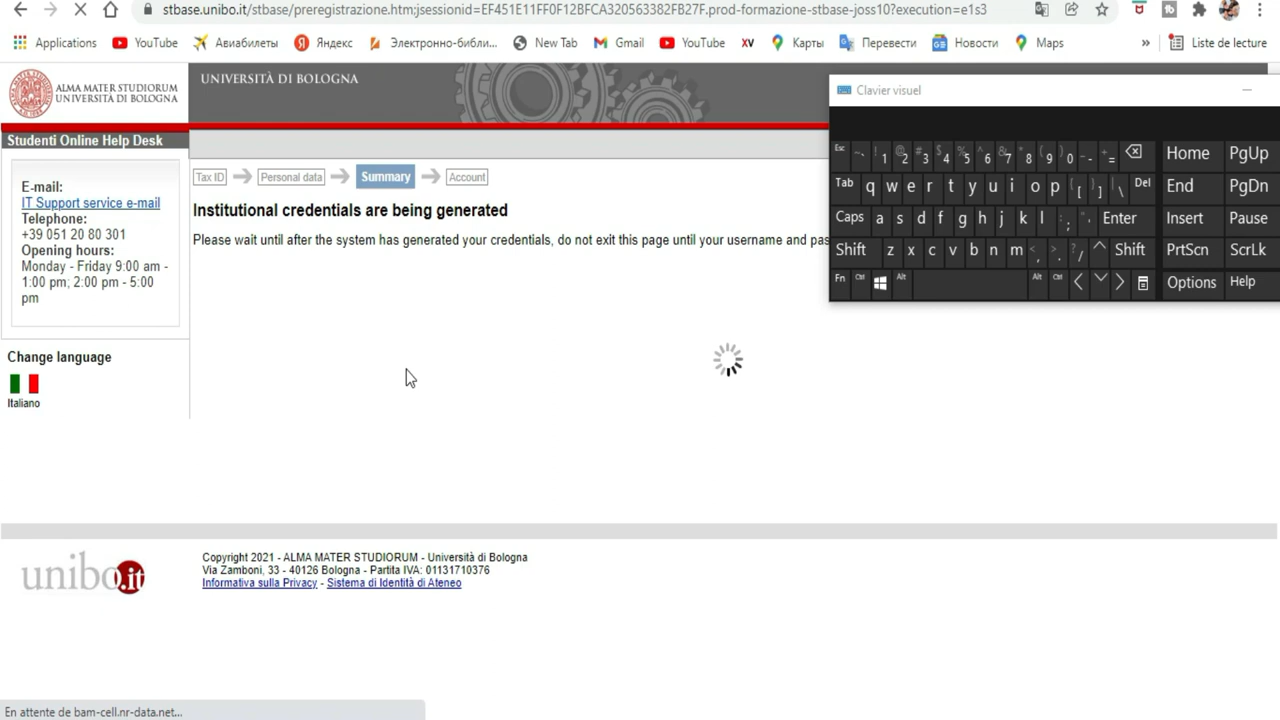 stbase.unibo.it/stbase/preregistrazione.htm;jsessionid=EF451E11FF0F12BFCA320563382FB27F.prod-formazione-stbase-joss10?execution=e1s3
Applications YouTube Авиабилеты Яндекс Электронно-библи... New Tab Gmail YouTube XV Карты Перевести Новости Maps » Liste de lecture
ALMA MATER STUDIORUM
UNIVERSITÀ DI BOLOGNA
UNIVERSITÀ DI BOLOGNA
Studenti Online Help Desk
E-mail:
IT Support service e-mail
Telephone:
+39 051 20 80 301
Opening hours:
Monday - Friday 9:00 am -
1:00 pm; 2:00 pm - 5:00
pm
Change language
Italiano
Tax ID Personal data Summary Account
Institutional credentials are being generated
Please wait until after the system has generated your credentials, do not exit this page until your username and pas
Clavier visuel
Esc ~ ` ! 1 @ 2 # 3 $ 4 % 5 ^ 6 & 7 * 8 ( 9 ) 0 _ - + = Home PgUp
Tab q w e r t y u i o p { [ } ] | \ Del End PgDn
Caps a s d f g h j k l : ; " ' Enter Insert Pause
Shift z x c v b n m < , > . ? / Shift PrtScn ScrLk
Fn Ctrl Alt Alt Ctrl Options Help
unibo.it
Copyright 2021 - ALMA MATER STUDIORUM - Università di Bologna
Via Zamboni, 33 - 40126 Bologna - Partita IVA: 01131710376
Informativa sulla Privacy - Sistema di Identità di Ateneo
En attente de bam-cell.nr-data.net...